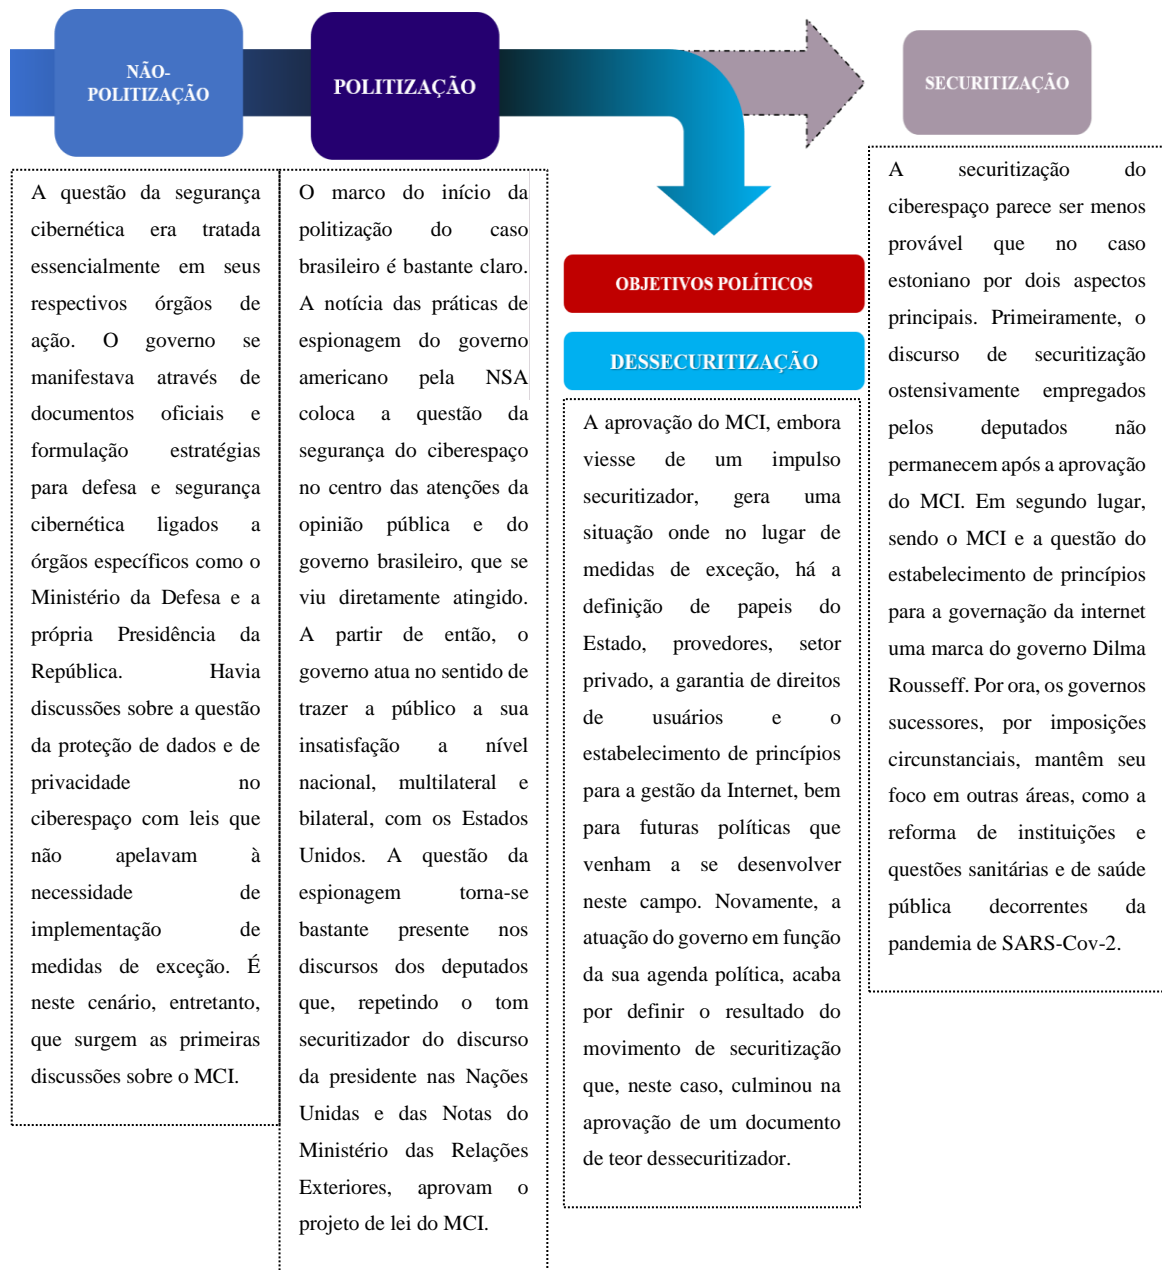 NÃO-
POLITIZAÇÃO
POLITIZAÇÃO
SECURITIZAÇÃO
A questão da segurança
cibernética era tratada
essencialmente em seus
respectivos órgãos de
ação. O governo se
manifestava através de
documentos oficiais e
formulação estratégias
para defesa e segurança
cibernética ligados a
órgãos específicos como o
Ministério da Defesa e a
própria Presidência da
República. Havia
discussões sobre a questão
da proteção de dados e de
privacidade no
ciberespaço com leis que
não apelavam à
necessidade de
implementação de
medidas de exceção. É
neste cenário, entretanto,
que surgem as primeiras
discussões sobre o MCI.
O marco do início da
politização do caso
brasileiro é bastante claro.
A notícia das práticas de
espionagem do governo
americano pela NSA
coloca a questão da
segurança do ciberespaço
no centro das atenções da
opinião pública e do
governo brasileiro, que se
viu diretamente atingido.
A partir de então, o
governo atua no sentido de
trazer a público a sua
insatisfação a nível
nacional, multilateral e
bilateral, com os Estados
Unidos. A questão da
espionagem torna-se
bastante presente nos
discursos dos deputados
que, repetindo o tom
securitizador do discurso
da presidente nas Nações
Unidas e das Notas do
Ministério das Relações
Exteriores, aprovam o
projeto de lei do MCI.
OBJETIVOS POLÍTICOS
DESSECURITIZAÇÃO
A aprovação do MCI, embora
viesse de um impulso
securitizador, gera uma
situação onde no lugar de
medidas de exceção, há a
definição de papeis do
Estado, provedores, setor
privado, a garantia de direitos
de usuários e o
estabelecimento de princípios
para a gestão da Internet, bem
para futuras políticas que
venham a se desenvolver
neste campo. Novamente, a
atuação do governo em função
da sua agenda política, acaba
por definir o resultado do
movimento de securitização
que, neste caso, culminou na
aprovação de um documento
de teor dessecuritizador.
A securitização do
ciberespaço parece ser menos
provável que no caso
estoniano por dois aspectos
principais. Primeiramente, o
discurso de securitização
ostensivamente empregados
pelos deputados não
permanecem após a aprovação
do MCI. Em segundo lugar,
sendo o MCI e a questão do
estabelecimento de princípios
para a governação da internet
uma marca do governo Dilma
Rousseff. Por ora, os governos
sucessores, por imposições
circunstanciais, mantêm seu
foco em outras áreas, como a
reforma de instituições e
questões sanitárias e de saúde
pública decorrentes da
pandemia de SARS-Cov-2.